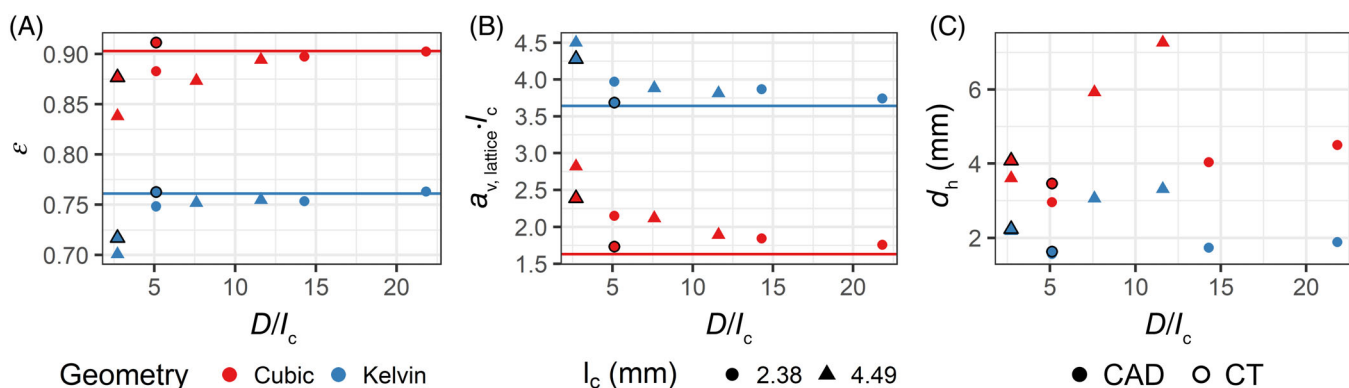 (A)
0.90
0.85
0.80
0.75
0.70
ε
5 10 15 20
D/lc
(B)
4.5
4.0
3.5
3.0
2.5
2.0
1.5
av, lattice·lc
5 10 15 20
D/lc
(C)
6
4
2
dh (mm)
5 10 15 20
D/lc
Geometry Cubic Kelvin lc (mm) 2.38 4.49 CAD CT